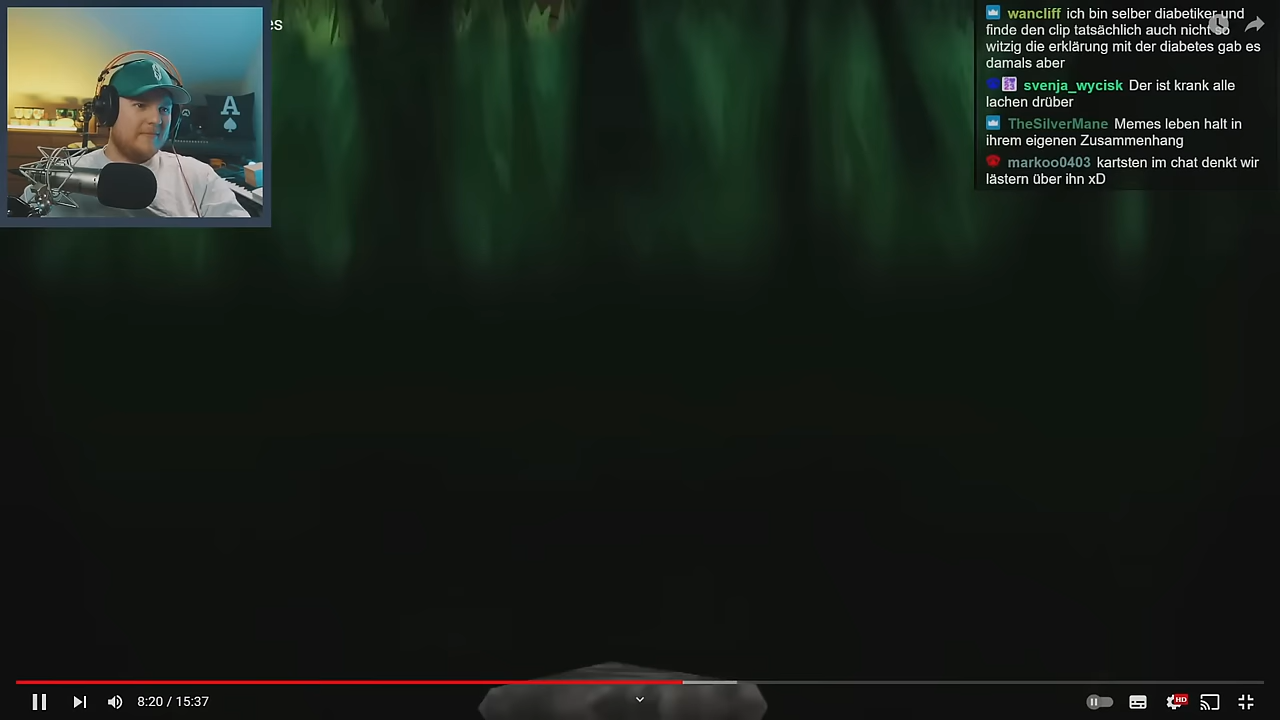 es
wancliff ich bin selber diabetiker und
finde den clip tatsächlich auch nicht so
witzig die erklärung mit der diabetes gab es
damals aber
svenja_wycisk Der ist krank alle
lachen drüber
TheSilverMane Memes leben halt in
ihrem eigenen Zusammenhang
markoo0403 kartsten im chat denkt wir
lästern über ihn xD
A
8:20 / 15:37
HD